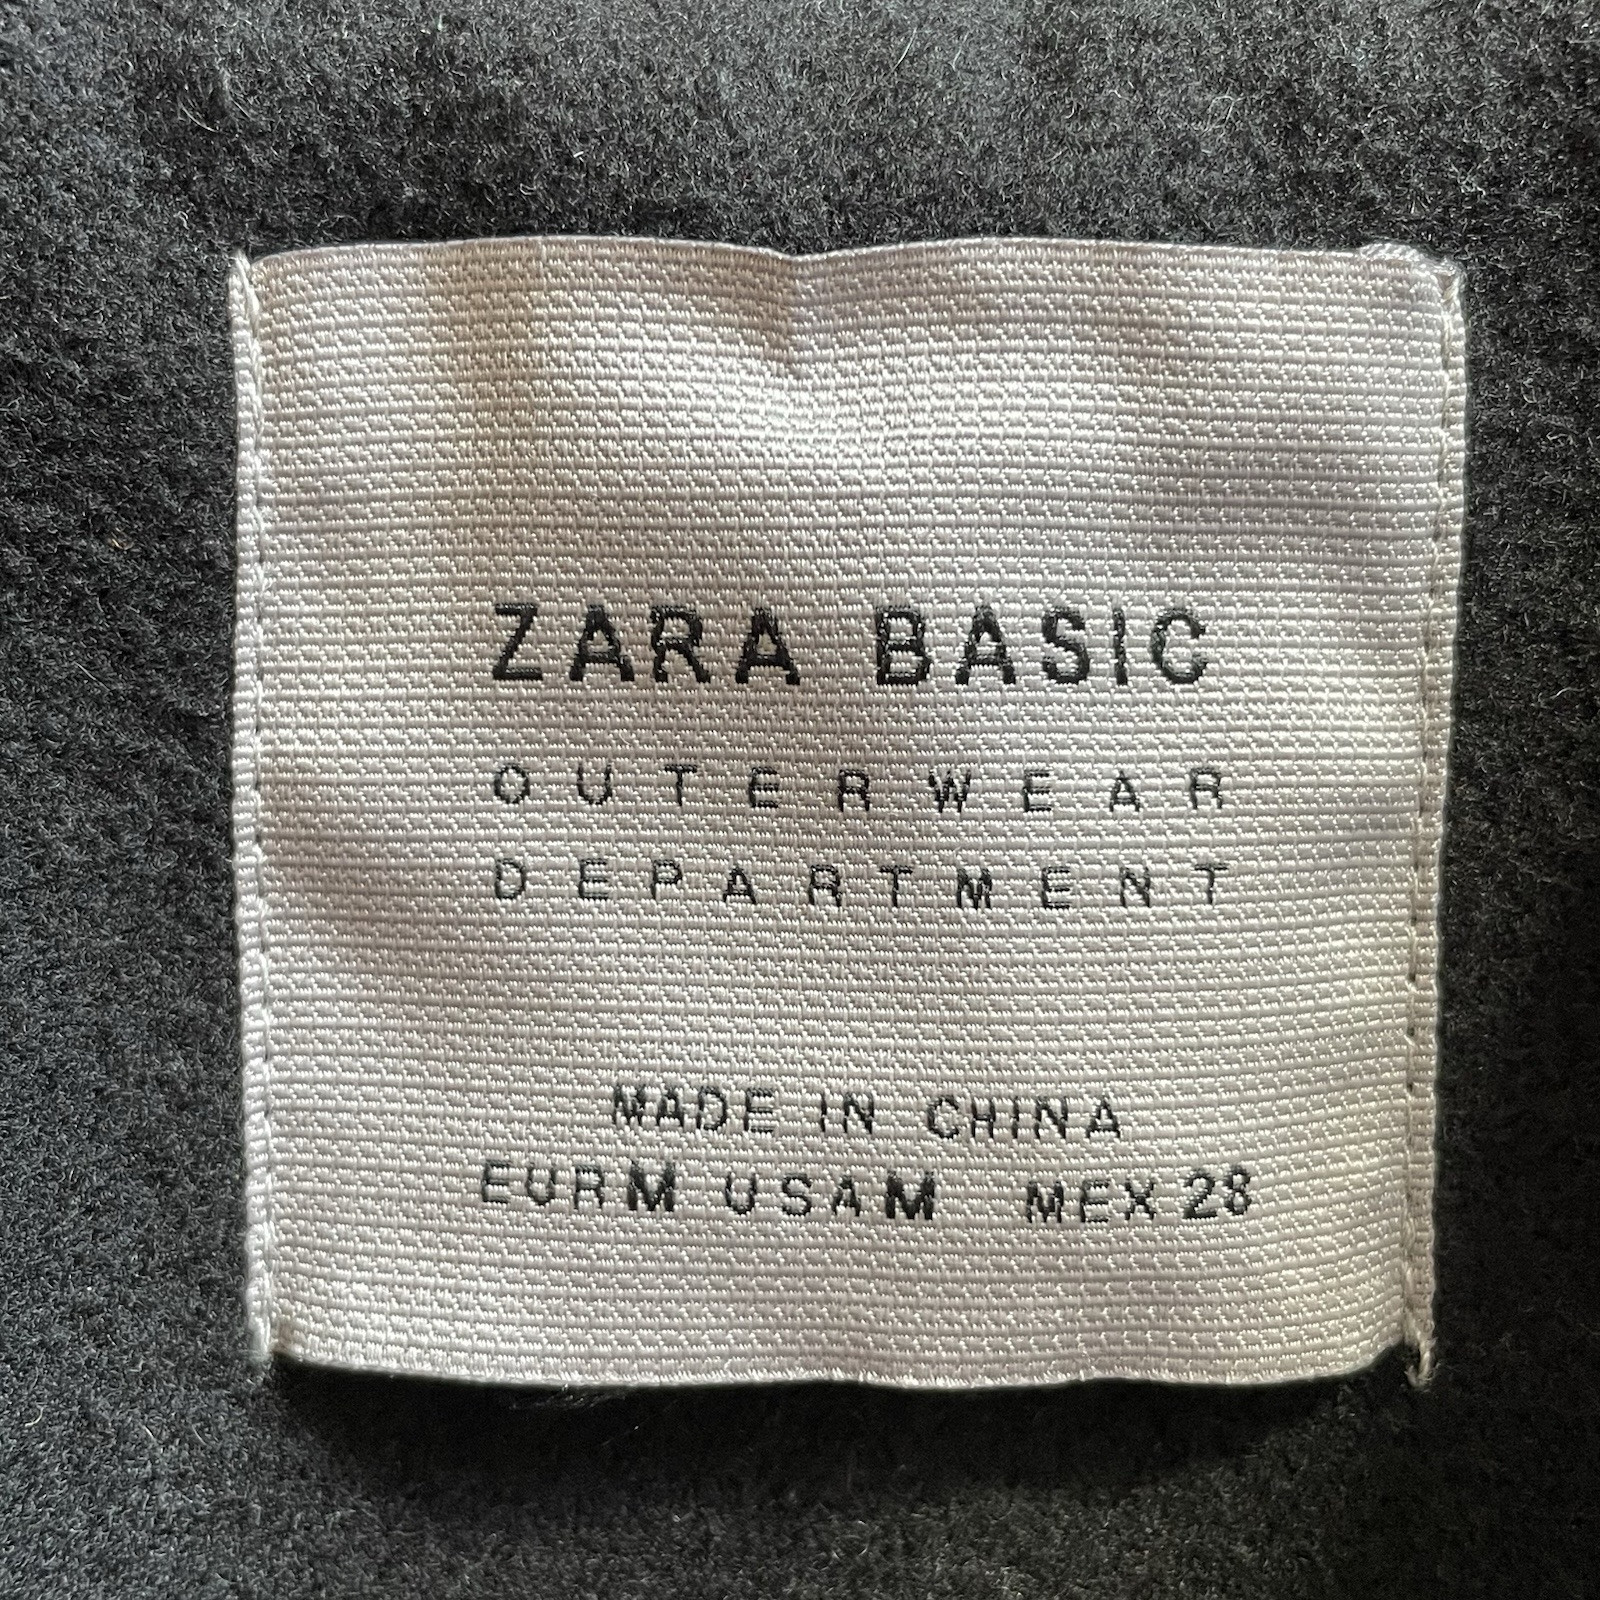 ZARA BASIC
OUTERWEAR
DEPARTMENT
MADE IN CHINA
EUR M USA M MEX 28